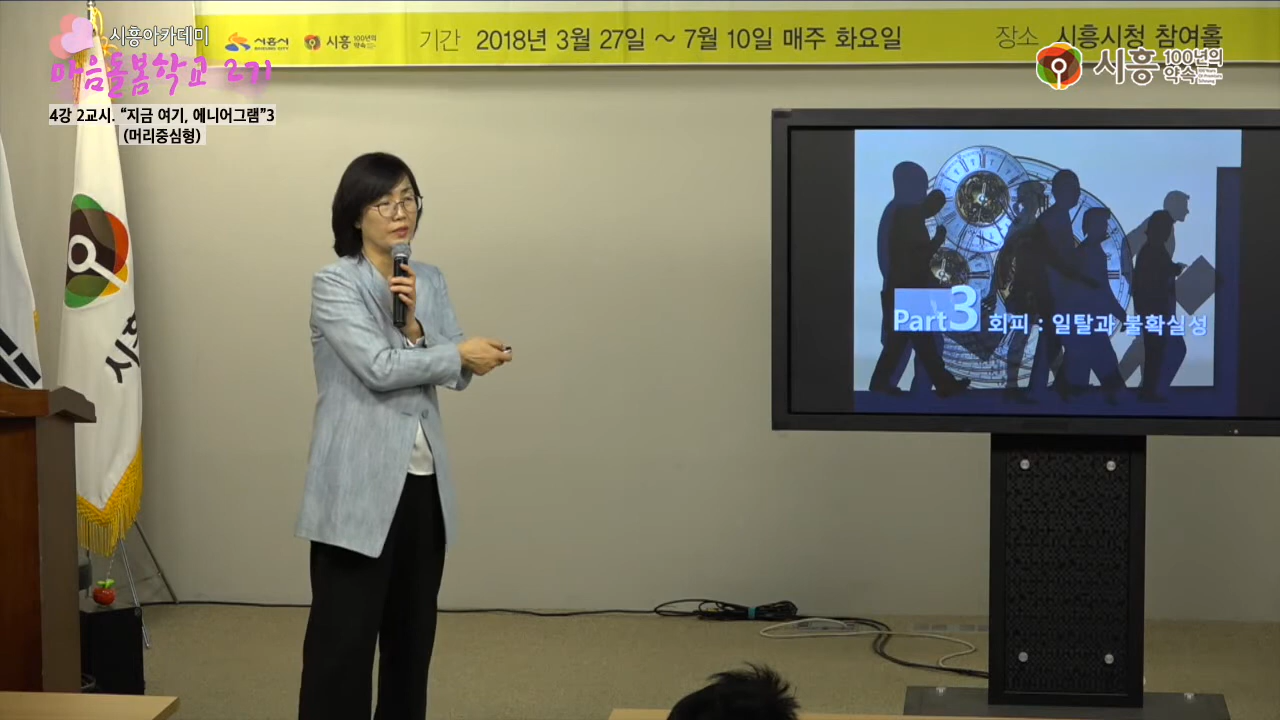 시흥아카데미
마음돌봄학교 2기
4강 2교시. “지금 여기, 에니어그램”3
(머리중심형)
시흥시
SIHEUNG CITY
시흥 100년의
약속
기간 2018년 3월 27일 ~ 7월 10일 매주 화요일
장소 시흥시청 참여홀
시흥 100년의
약속
Part 3 회피 : 일탈과 불확실성